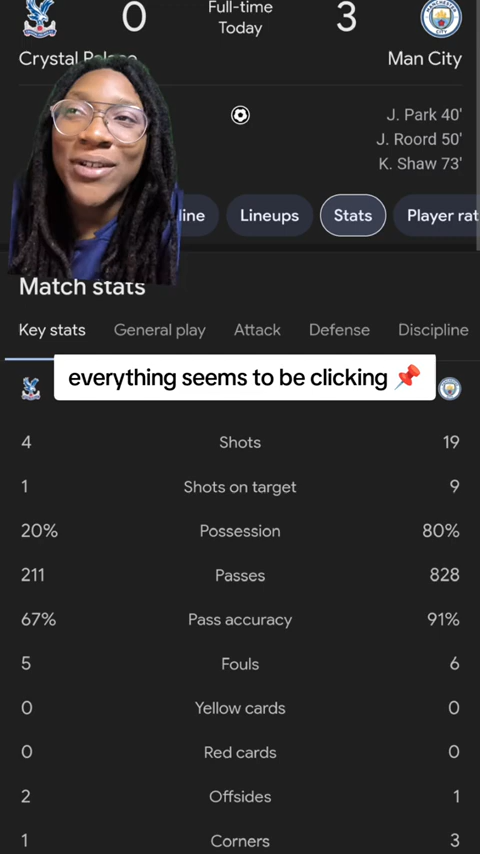 0
Full-time
3
Today
Crystal Palace
Man City
J. Park 40'
J. Roord 50'
K. Shaw 73'
line
Lineups
Stats
Player rat
Match stats
Key stats
General play
Attack
Defense
Discipline
everything seems to be clicking 📌
4 Shots 19
1 Shots on target 9
20% Possession 80%
211 Passes 828
67% Pass accuracy 91%
5 Fouls 6
0 Yellow cards 0
0 Red cards 0
2 Offsides 1
1 Corners 3